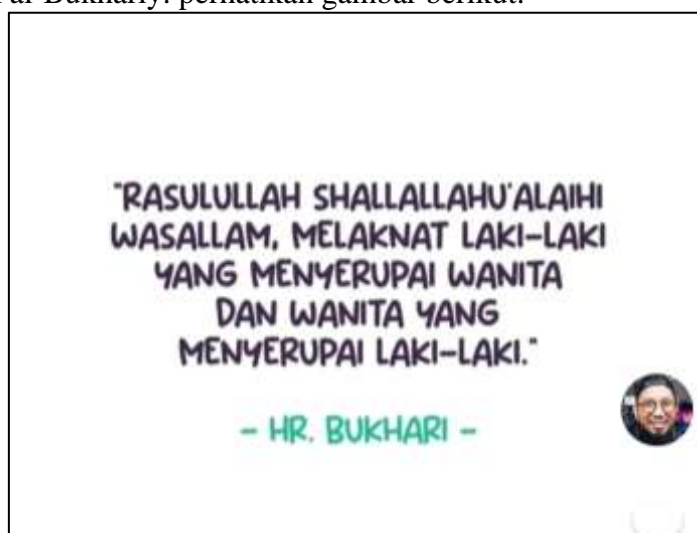 Bukhariy. perhatikan gambar berikut.
"RASULULLAH SHALLALLAHU'ALAIHI
WASALLAM, MELAKNAT LAKI-LAKI
YANG MENYERUPAI WANITA
DAN WANITA YANG
MENYERUPAI LAKI-LAKI."
- HR. BUKHARI -